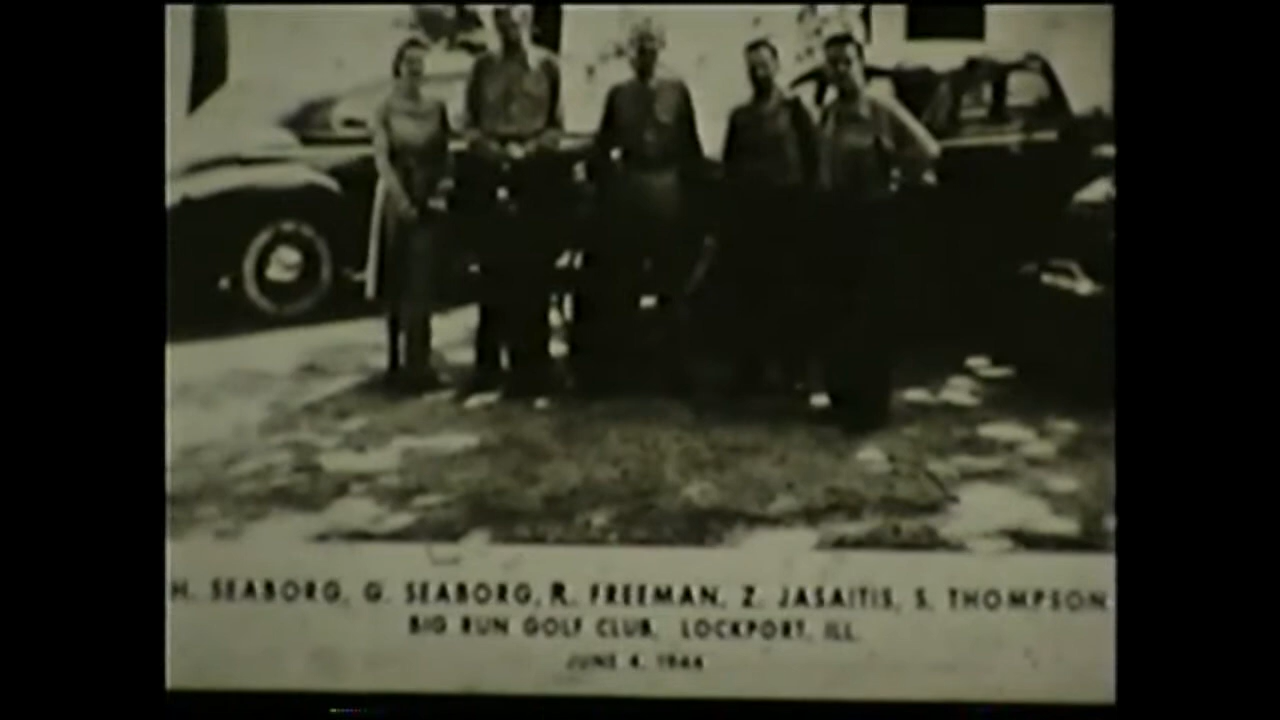 H. SEABORG, G. SEABORG, R. FREEMAN, Z. JASAITIS, S. THOMPSON
BIG RUN GOLF CLUB, LOCKPORT, ILL.
JUNE 4, 1944